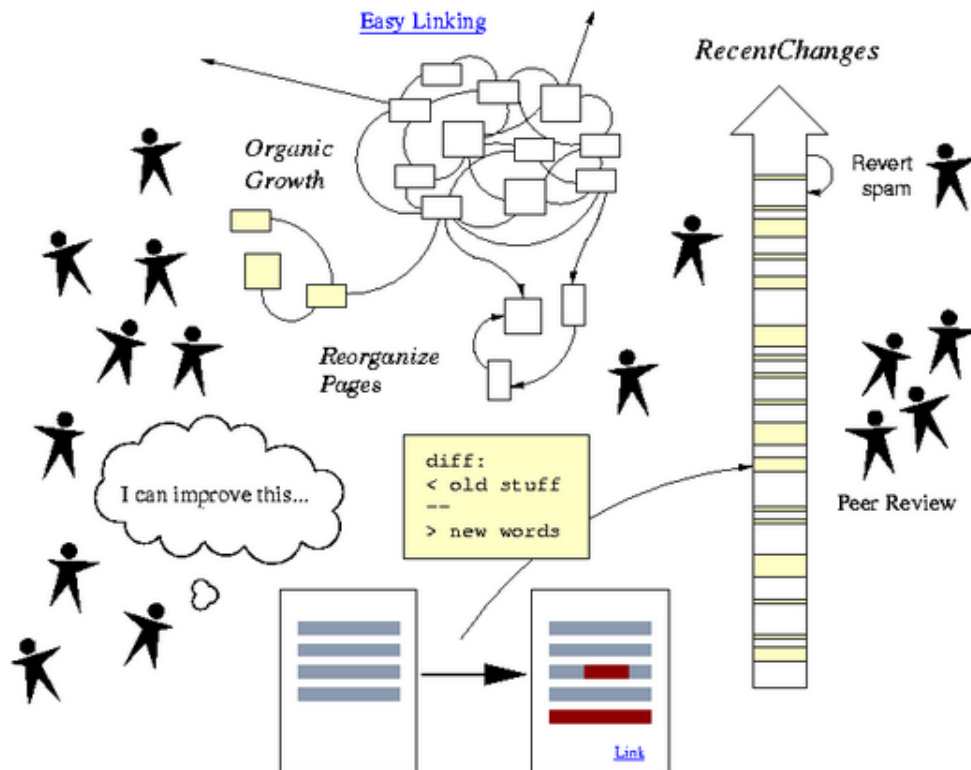 Easy Linking
RecentChanges
Organic
Growth
Revert
spam
Reorganize
Pages
diff:
< old stuff
--
> new words
I can improve this...
Peer Review
Link